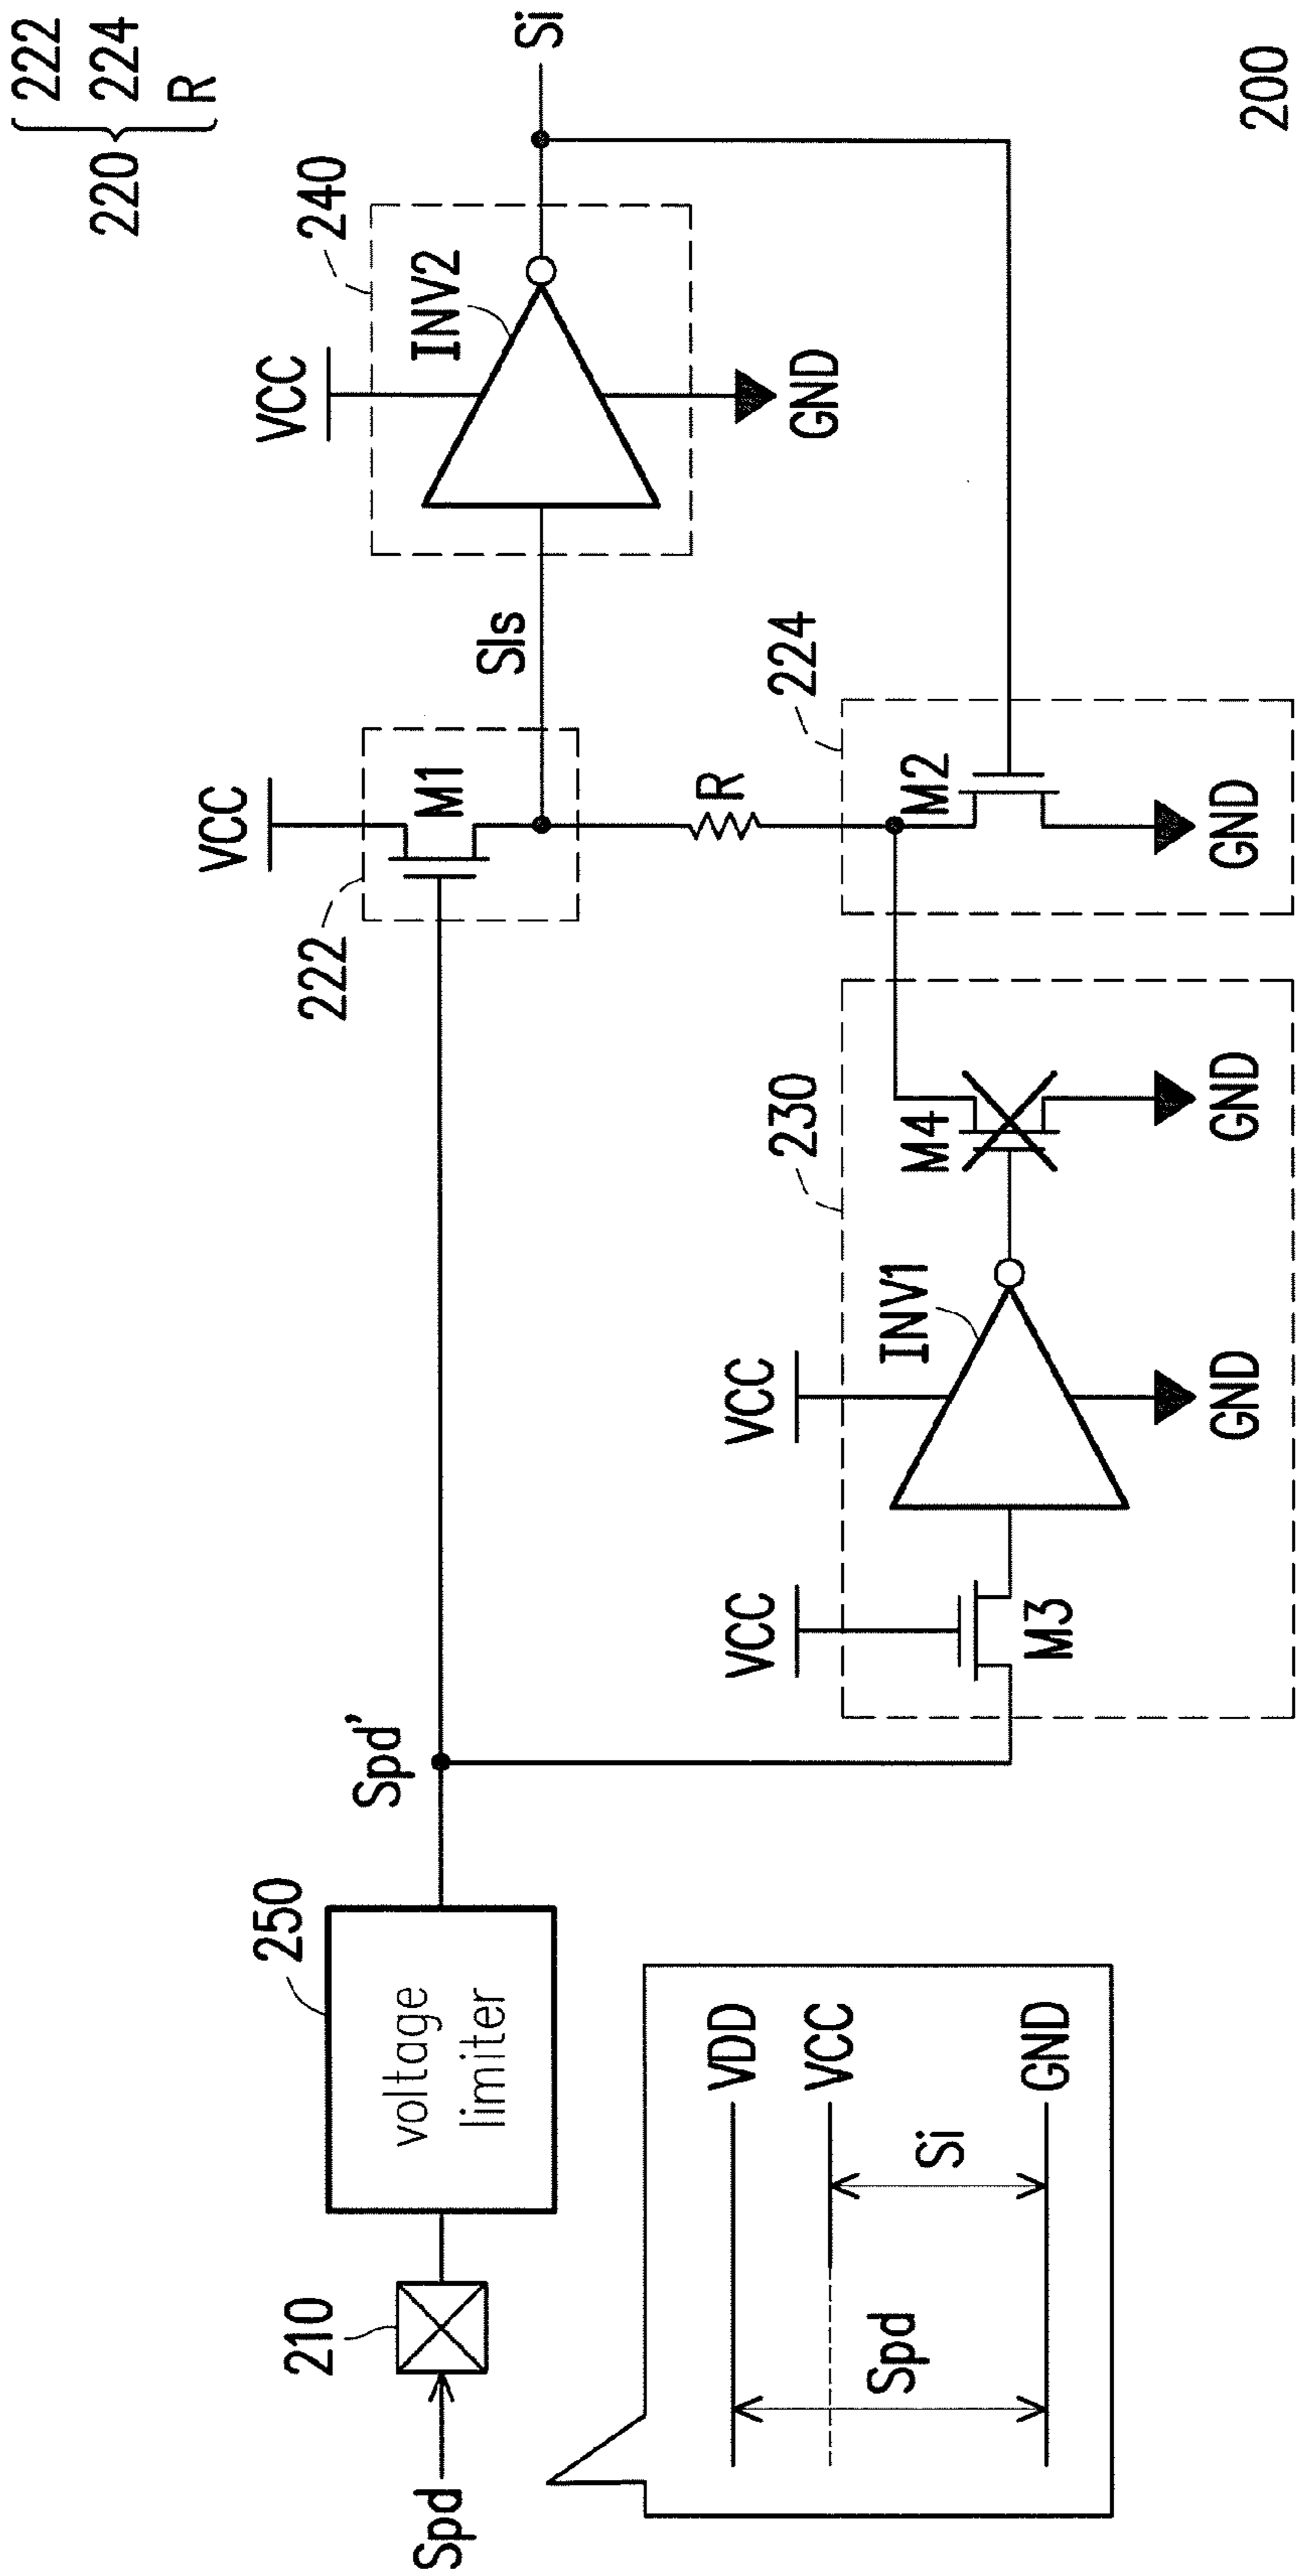 222
220 224
R
VCC
240
INV2
Si
GND
VCC
222
M1
SIs
R
224
M2
GND
Spd'
230
VCC
VCC
INV1
M3
M4
GND
GND
250
voltage
limiter
210
Spd
VDD
VCC
GND
Spd
Si
200